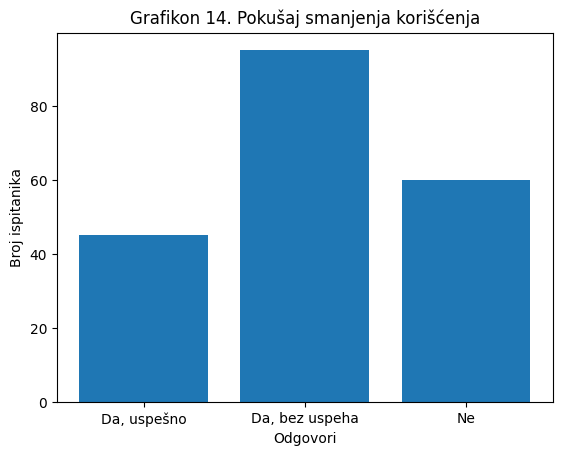 Grafikon 14. Pokušaj smanjenja korišćenja
Broj ispitanika
80
60
40
20
0
Da, uspešno
Da, bez uspeha
Ne
Odgovori